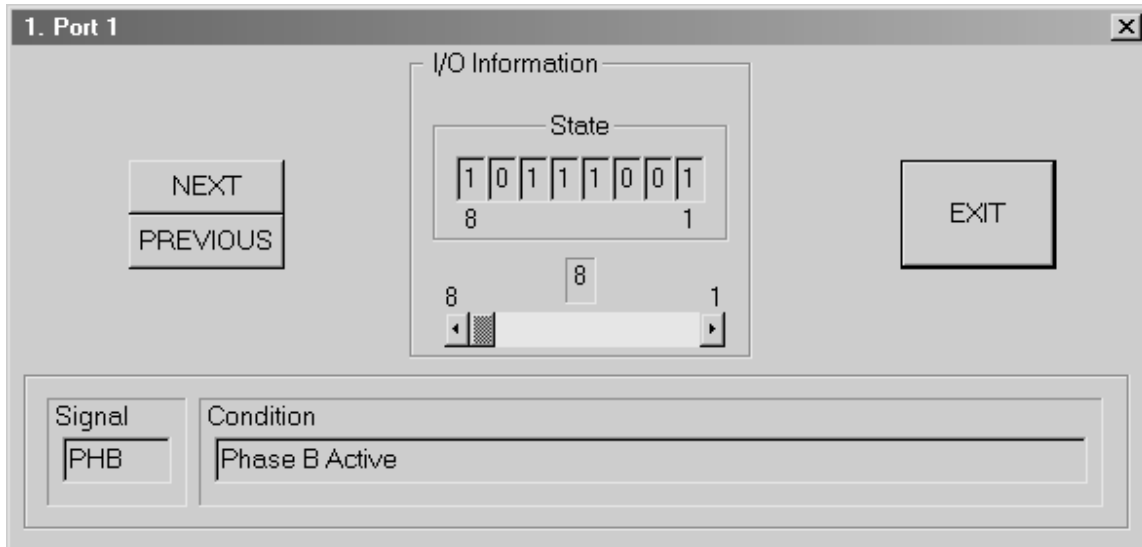 1. Port 1
I/O Information
State
1 0 1 1 1 0 0 1
8 1
NEXT
PREVIOUS
EXIT
8
8 1
Signal
PHB
Condition
Phase B Active